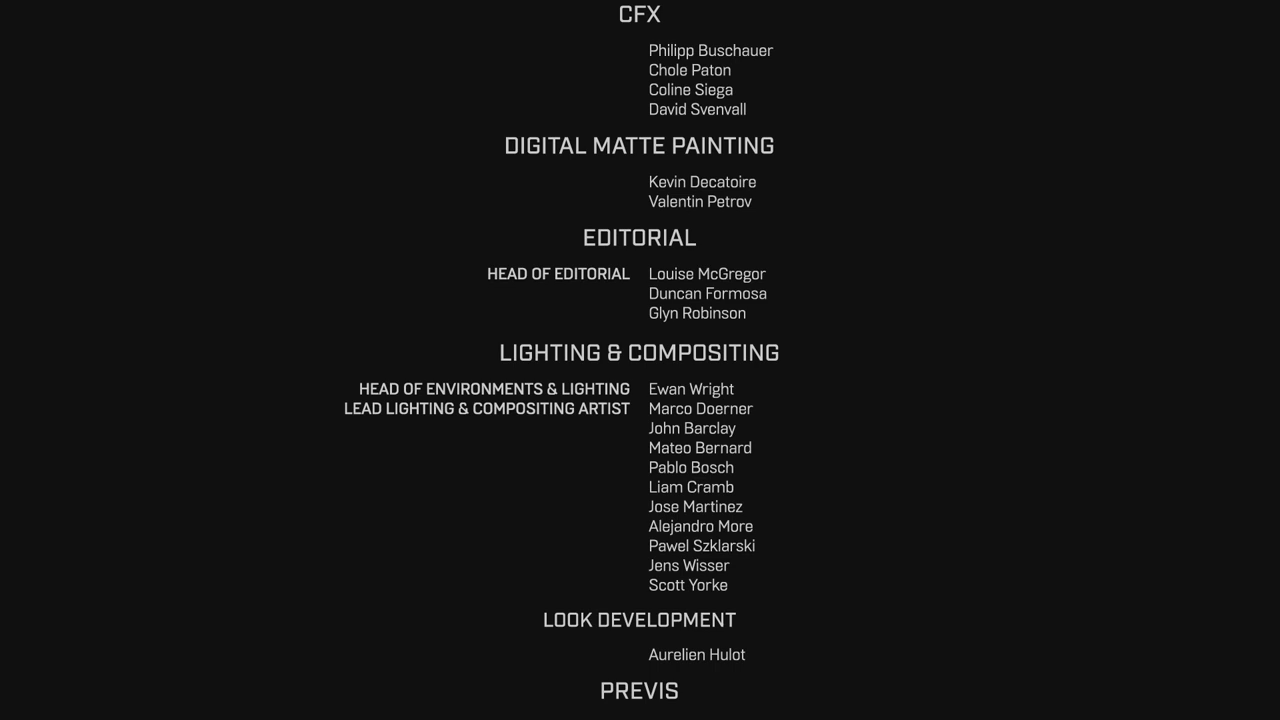 CFX
Philipp Buschauer
Chole Paton
Coline Siega
David Svenvall
DIGITAL MATTE PAINTING
Kevin Decatoire
Valentin Petrov
EDITORIAL
HEAD OF EDITORIAL Louise McGregor
Duncan Formosa
Glyn Robinson
LIGHTING & COMPOSITING
HEAD OF ENVIRONMENTS & LIGHTING Ewan Wright
LEAD LIGHTING & COMPOSITING ARTIST Marco Doerner
John Barclay
Mateo Bernard
Pablo Bosch
Liam Cramb
Jose Martinez
Alejandro More
Pawel Szklarski
Jens Wisser
Scott Yorke
LOOK DEVELOPMENT
Aurelien Hulot
PREVIS